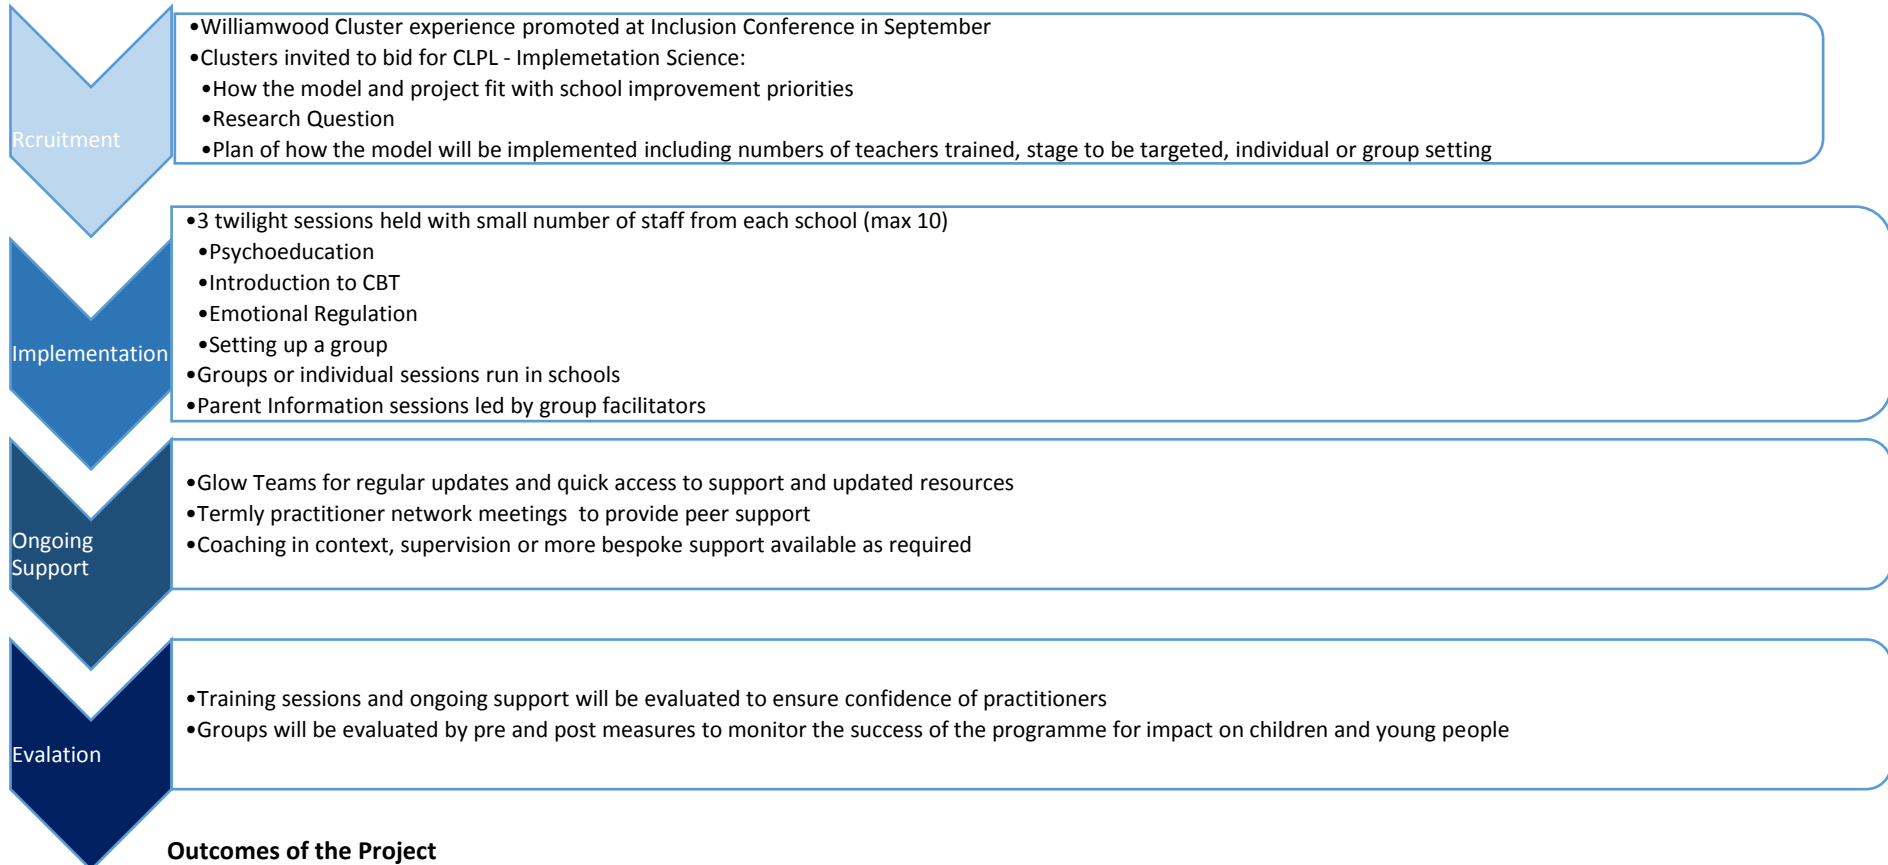 Rcruitment
•Williamwood Cluster experience promoted at Inclusion Conference in September
•Clusters invited to bid for CLPL - Implemetation Science:
•How the model and project fit with school improvement priorities
•Research Question
•Plan of how the model will be implemented including numbers of teachers trained, stage to be targeted, individual or group setting
Implementation
•3 twilight sessions held with small number of staff from each school (max 10)
•Psychoeducation
•Introduction to CBT
•Emotional Regulation
•Setting up a group
•Groups or individual sessions run in schools
•Parent Information sessions led by group facilitators
Ongoing
Support
•Glow Teams for regular updates and quick access to support and updated resources
•Termly practitioner network meetings to provide peer support
•Coaching in context, supervision or more bespoke support available as required
Evalation
•Training sessions and ongoing support will be evaluated to ensure confidence of practitioners
•Groups will be evaluated by pre and post measures to monitor the success of the programme for impact on children and young people
Outcomes of the Project